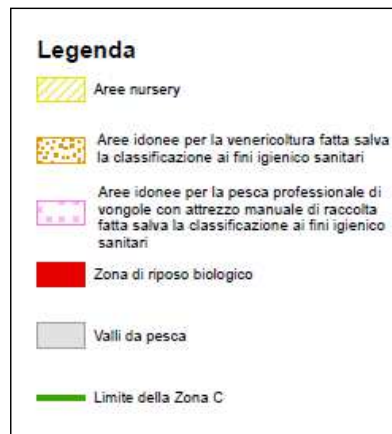 Legenda
Aree nursery
Aree idonee per la venericoltura fatta salva
la classificazione ai fini igienico sanitari
Aree idonee per la pesca professionale di
vongole con attrezzo manuale di raccolta
fatta salva la classificazione ai fini igienico
sanitari
Zona di riposo biologico
Valli da pesca
Limite della Zona C